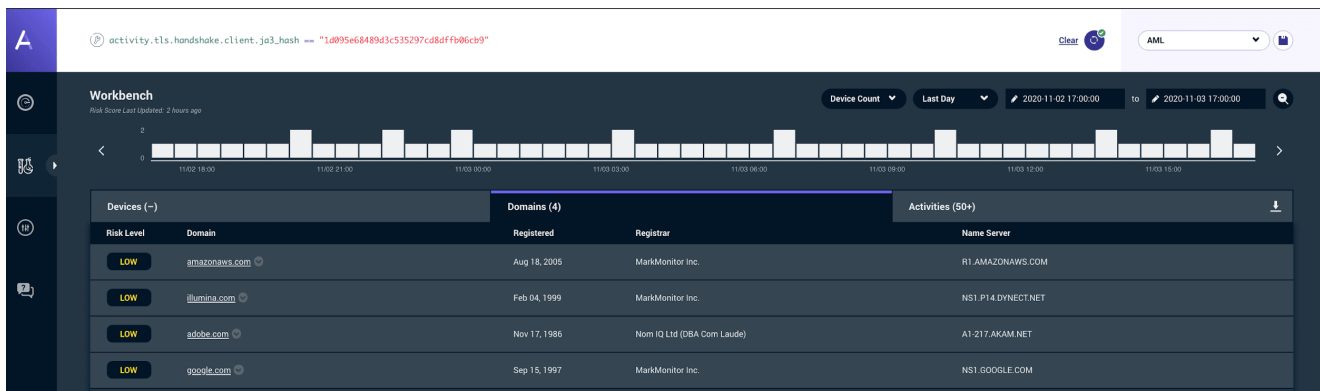 activity.tls.handshake.client.ja3_hash == "1d095e68489d3c535297cd8dffb06cb9"
Clear
AML
Workbench
Risk Score Last Updated: 2 hours ago
Device Count
Last Day
2020-11-02 17:00:00
to
2020-11-03 17:00:00
2
0
11/02 18:00 11/02 21:00 11/03 00:00 11/03 03:00 11/03 06:00 11/03 09:00 11/03 12:00 11/03 15:00
Devices (–) Domains (4) Activities (50+)
Risk Level Domain Registered Registrar Name Server
LOW amazonaws.com Aug 18, 2005 MarkMonitor Inc. R1.AMAZONAWS.COM
LOW illumina.com Feb 04, 1999 MarkMonitor Inc. NS1.P14.DYNECT.NET
LOW adobe.com Nov 17, 1986 Nom IQ Ltd (DBA Com Laude) A1-217.AKAM.NET
LOW google.com Sep 15, 1997 MarkMonitor Inc. NS1.GOOGLE.COM